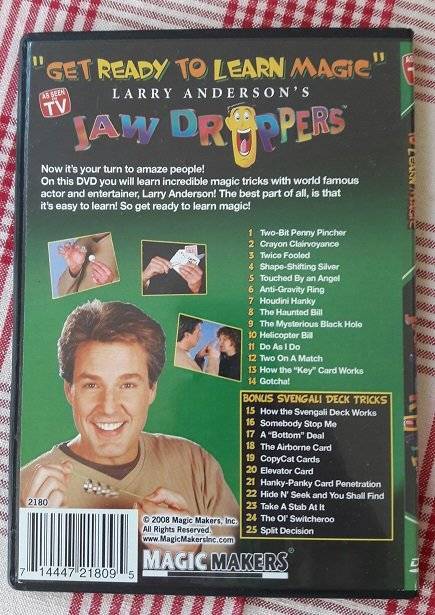 "GET READY TO LEARN MAGIC"
AS SEEN
ON
TV
LARRY ANDERSON'S
JAW DROPPERS™
Now it's your turn to amaze people!
On this DVD you will learn incredible magic tricks with world famous
actor and entertainer, Larry Anderson! The best part of all, is that
it's easy to learn! So get ready to learn magic!
1 Two-Bit Penny Pincher
2 Crayon Clairvoyance
3 Twice Fooled
4 Shape-Shifting Silver
5 Touched By an Angel
6 Anti-Gravity Ring
7 Houdini Hanky
8 The Haunted Bill
9 The Mysterious Black Hole
10 Helicopter Bill
11 Do As I Do
12 Two On A Match
13 How the "Key" Card Works
14 Gotcha!
BONUS SVENGALI DECK TRICKS
15 How the Svengali Deck Works
16 Somebody Stop Me
17 A "Bottom" Deal
18 The Airborne Card
19 CopyCat Cards
20 Elevator Card
21 Hanky-Panky Card Penetration
22 Hide N' Seek and You Shall Find
23 Take A Stab At It
24 The Ol' Switcheroo
25 Split Decision
2180
7 14447 21809 5
© 2008 Magic Makers, Inc.
All Rights Reserved.
www.MagicMakersInc.com
MAGIC MAKERS®